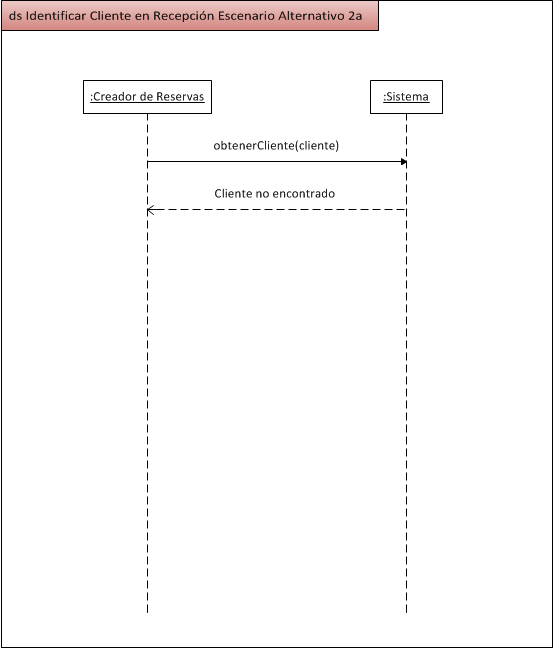 ds Identificar Cliente en Recepción Escenario Alternativo 2a
:Creador de Reservas
:Sistema
obtenerCliente(cliente)
Cliente no encontrado